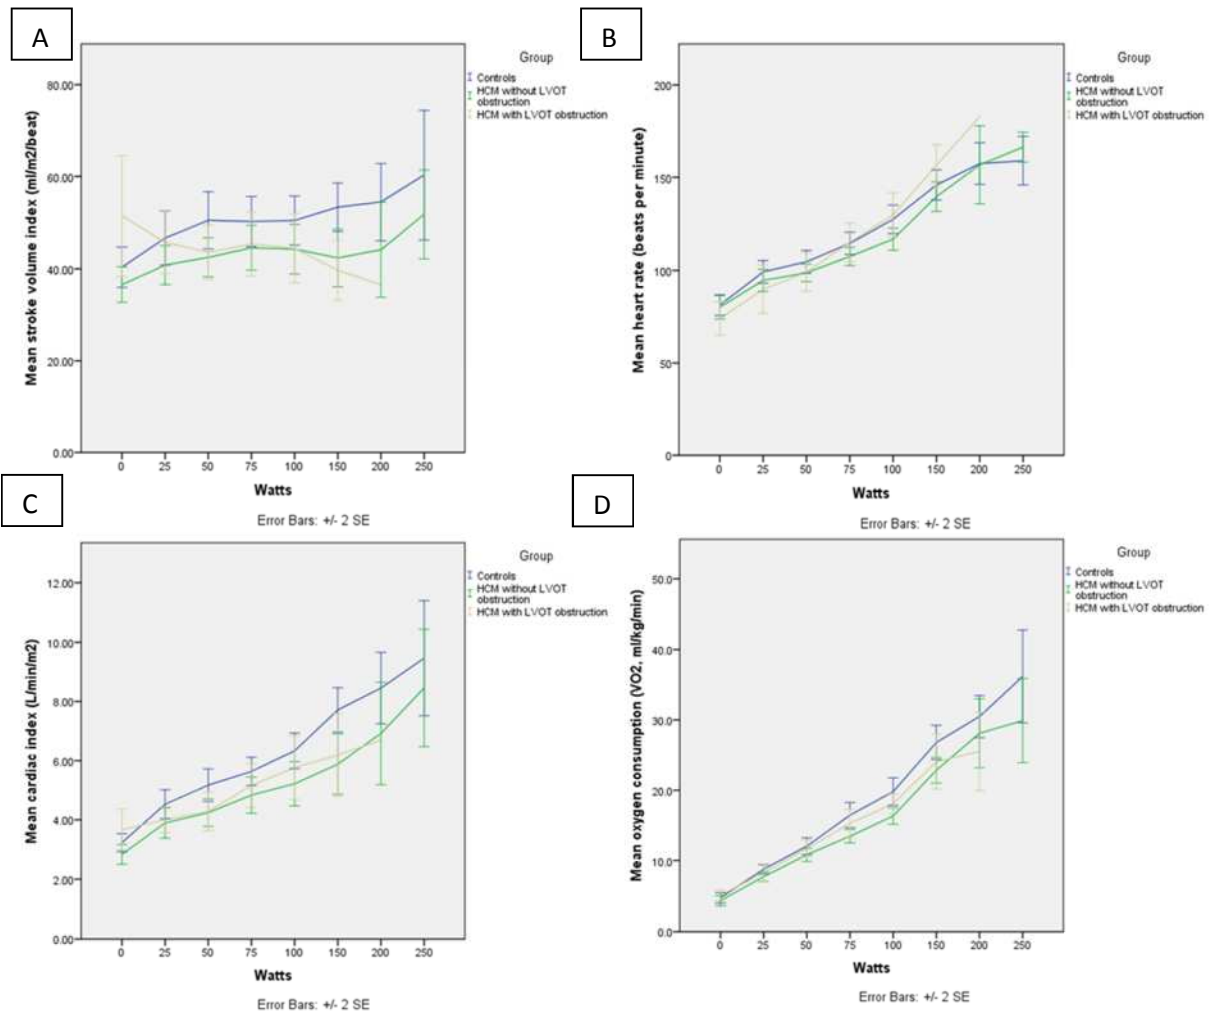 A
Mean stroke volume index (ml/m2/beat)
80.00
60.00
40.00
20.00
0.00
0 25 50 75 100 150 200 250
Watts
Error Bars: +/- 2 SE
Group
Controls
HCM without LVOT
obstruction
HCM with LVOT obstruction
B
Mean heart rate (beats per minute)
200
150
100
50
0
0 25 50 75 100 150 200 250
Watts
Error Bars: +/- 2 SE
Group
Controls
HCM without LVOT
obstruction
HCM with LVOT obstruction
C
Mean cardiac index (L/min/m2)
12.00
10.00
8.00
6.00
4.00
2.00
0.00
0 25 50 75 100 150 200 250
Watts
Error Bars: +/- 2 SE
Group
Controls
HCM without LVOT
obstruction
HCM with LVOT obstruction
D
Mean oxygen consumption (VO2, ml/kg/min)
50.0
40.0
30.0
20.0
10.0
0.0
0 25 50 75 100 150 200 250
Watts
Error Bars: +/- 2 SE
Group
Controls
HCM without LVOT
obstruction
HCM with LVOT obstruction